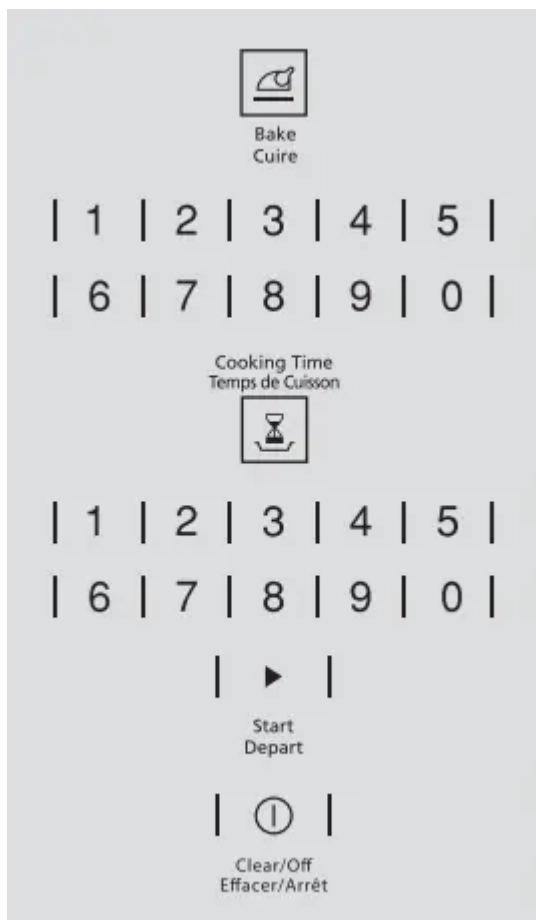 Bake
Cuire
1 2 3 4 5
6 7 8 9 0
Cooking Time
Temps de Cuisson
1 2 3 4 5
6 7 8 9 0
Start
Depart
Clear/Off
Effacer/Arrêt